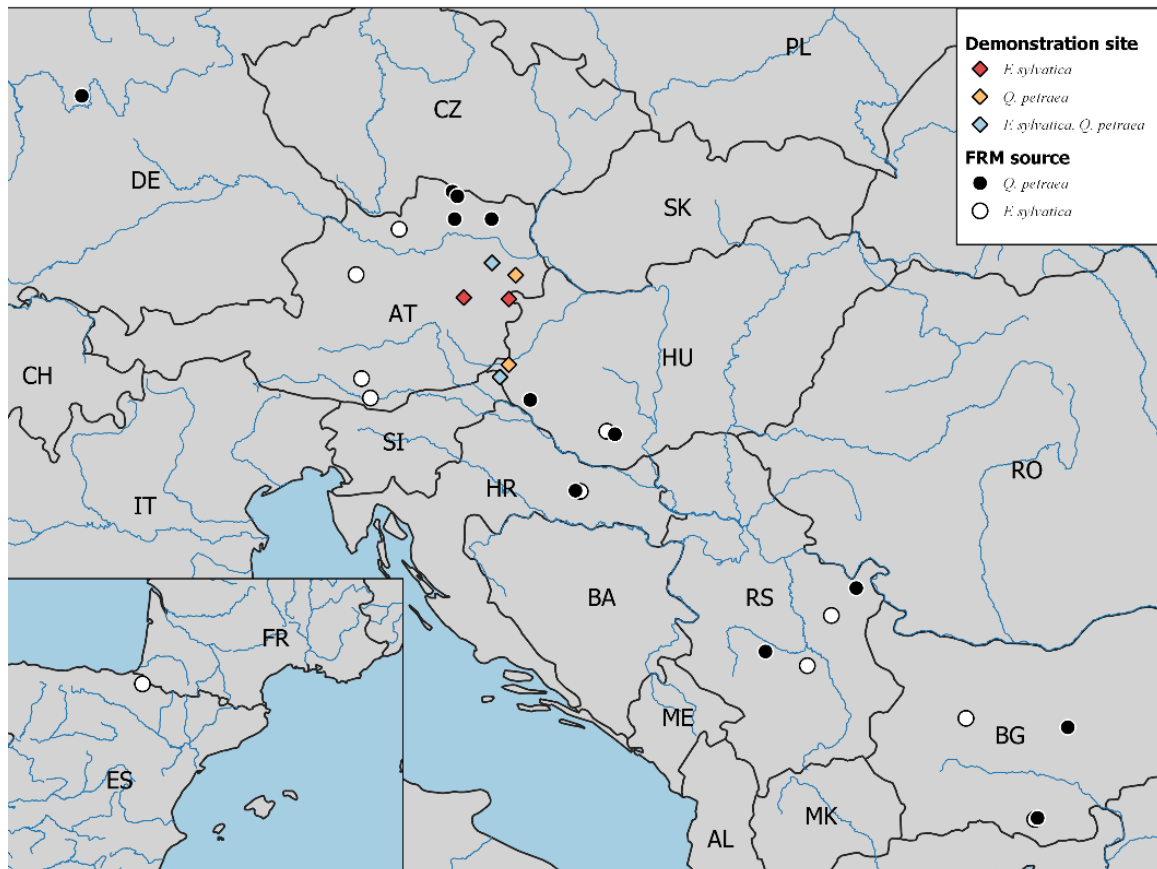 PL
Demonstration site
F. sylvatica
Q. petraea
F. sylvatica, Q. petraea
FRM source
Q. petraea
F. sylvatica
CZ
DE
SK
AT
HU
CH
SI
RO
HR
IT
BA
RS
FR
ME
BG
ES
MK
AL